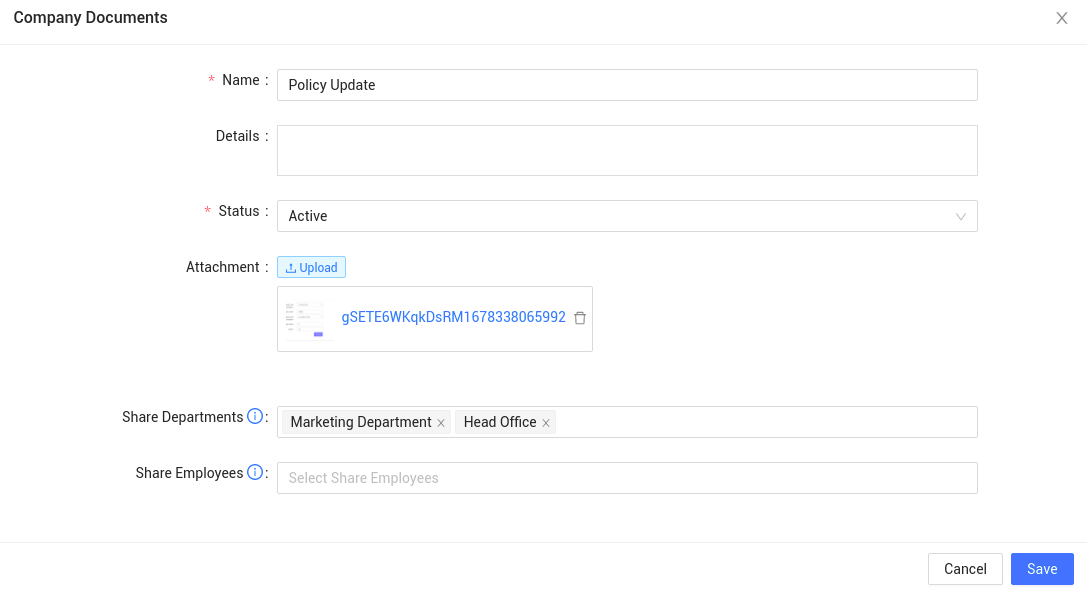 Company Documents
* Name :
Policy Update
Details :
* Status :
Active
Attachment :
Upload
gSETE6WKqkDsRM1678338065992
Share Departments :
Marketing Department
Head Office
Share Employees :
Select Share Employees
Cancel
Save